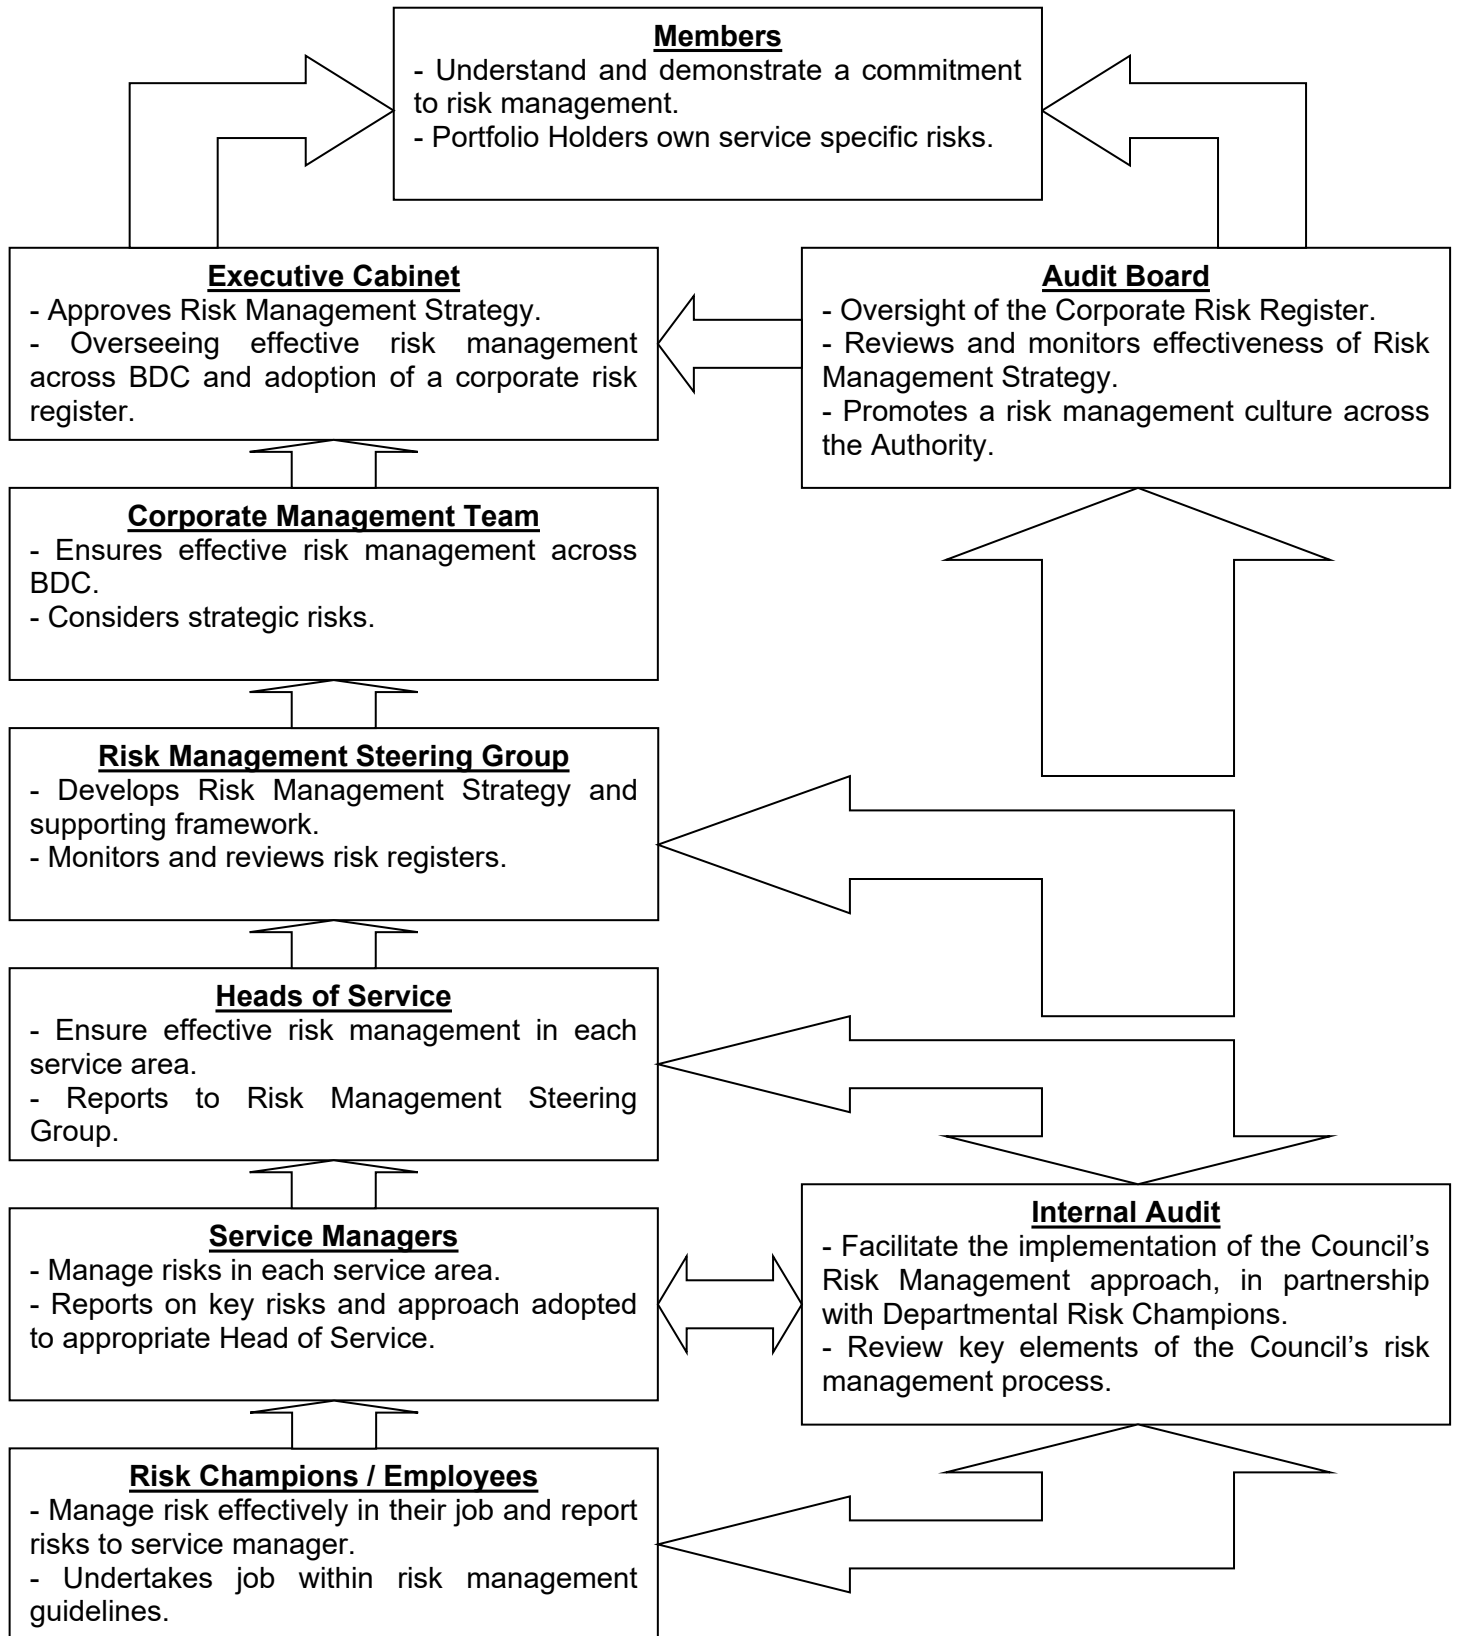 Members
- Understand and demonstrate a commitment
to risk management.
- Portfolio Holders own service specific risks.
Executive Cabinet
- Approves Risk Management Strategy.
- Overseeing effective risk management
across BDC and adoption of a corporate risk
register.
Audit Board
- Oversight of the Corporate Risk Register.
- Reviews and monitors effectiveness of Risk
Management Strategy.
- Promotes a risk management culture across
the Authority.
Corporate Management Team
- Ensures effective risk management across
BDC.
- Considers strategic risks.
Risk Management Steering Group
- Develops Risk Management Strategy and
supporting framework.
- Monitors and reviews risk registers.
Heads of Service
- Ensure effective risk management in each
service area.
- Reports to Risk Management Steering
Group.
Service Managers
- Manage risks in each service area.
- Reports on key risks and approach adopted
to appropriate Head of Service.
Internal Audit
- Facilitate the implementation of the Council’s
Risk Management approach, in partnership
with Departmental Risk Champions.
- Review key elements of the Council’s risk
management process.
Risk Champions / Employees
- Manage risk effectively in their job and report
risks to service manager.
- Undertakes job within risk management
guidelines.